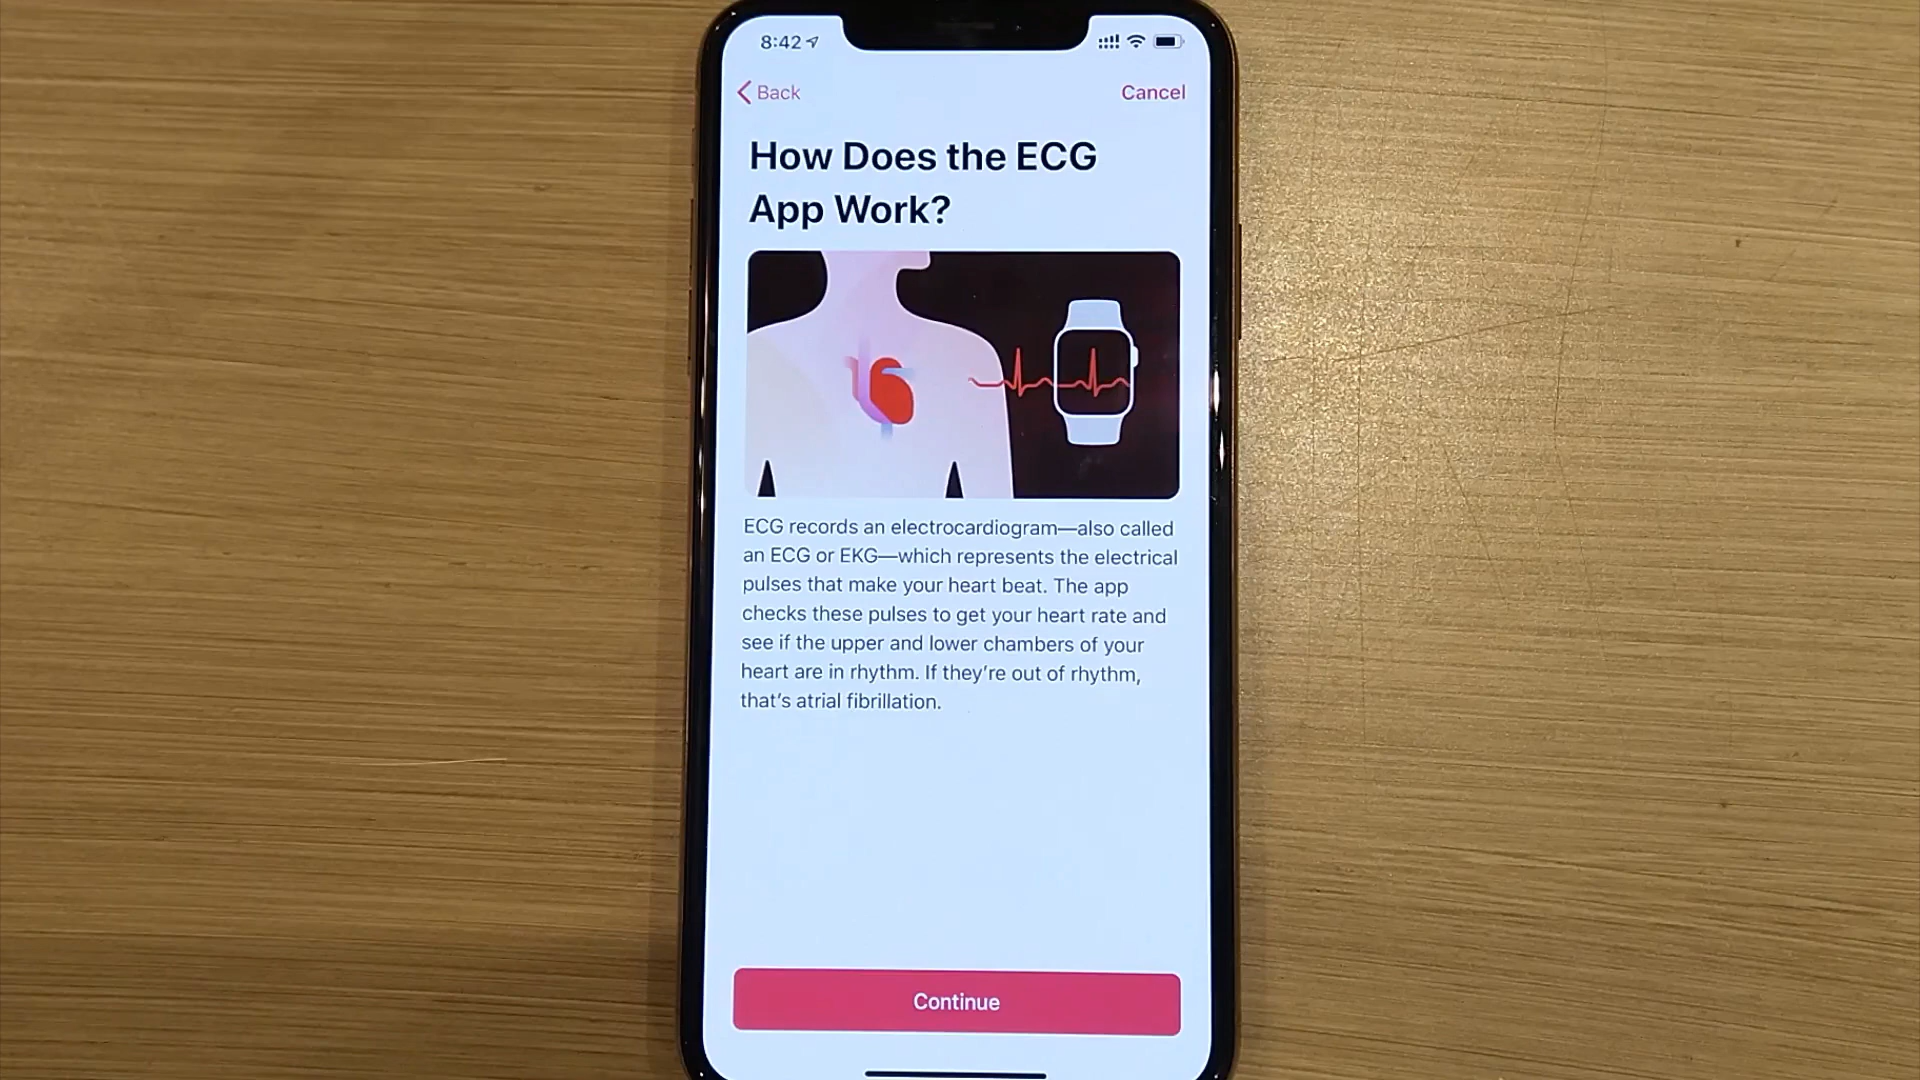 8:42
Back
Cancel
How Does the ECG
App Work?
ECG records an electrocardiogram—also called
an ECG or EKG—which represents the electrical
pulses that make your heart beat. The app
checks these pulses to get your heart rate and
see if the upper and lower chambers of your
heart are in rhythm. If they’re out of rhythm,
that’s atrial fibrillation.
Continue